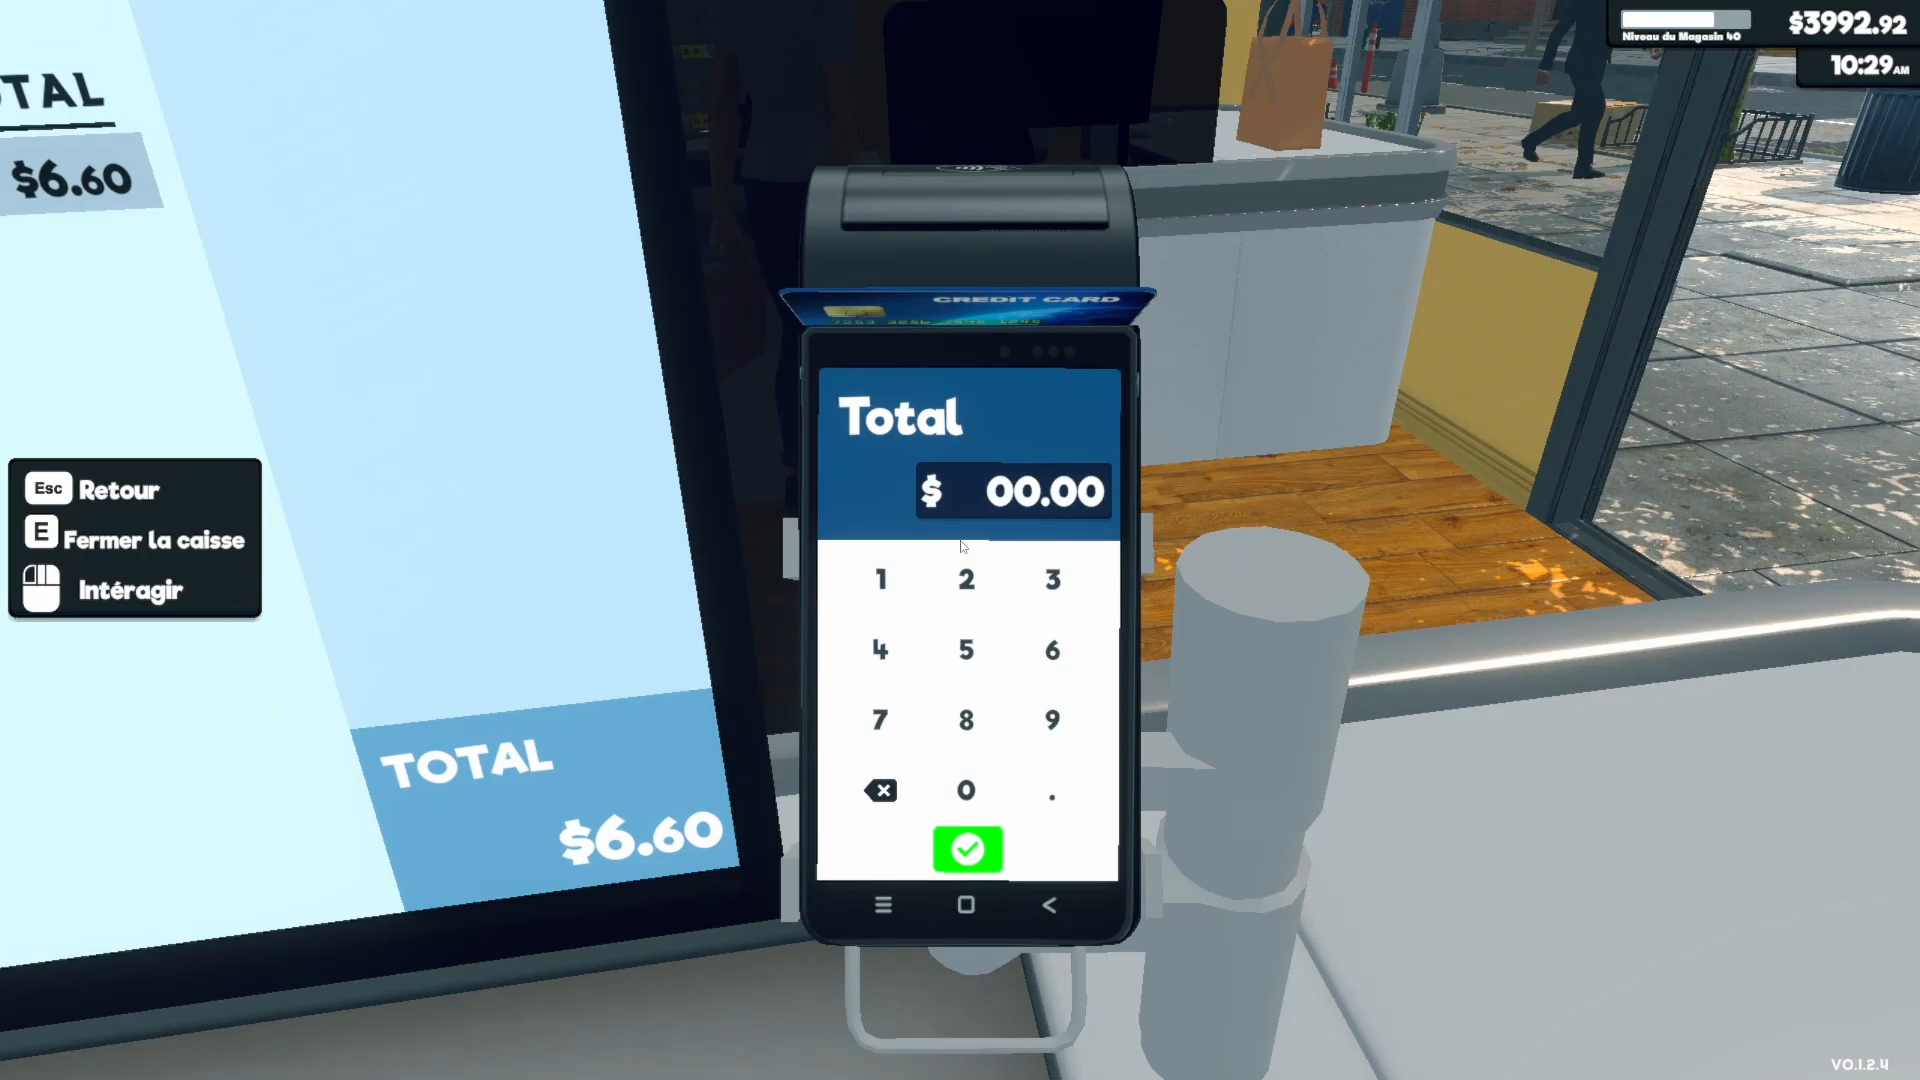 $3992.92
Niveau du Magasin 40
10:29AM
TAL
$6.60
CREDIT CARD
Total
$ 00.00
Esc Retour
E Fermer la caisse
Intéragir
1 2 3
4 5 6
7 8 9
0 .
TOTAL
$6.60
V0.1.2.4